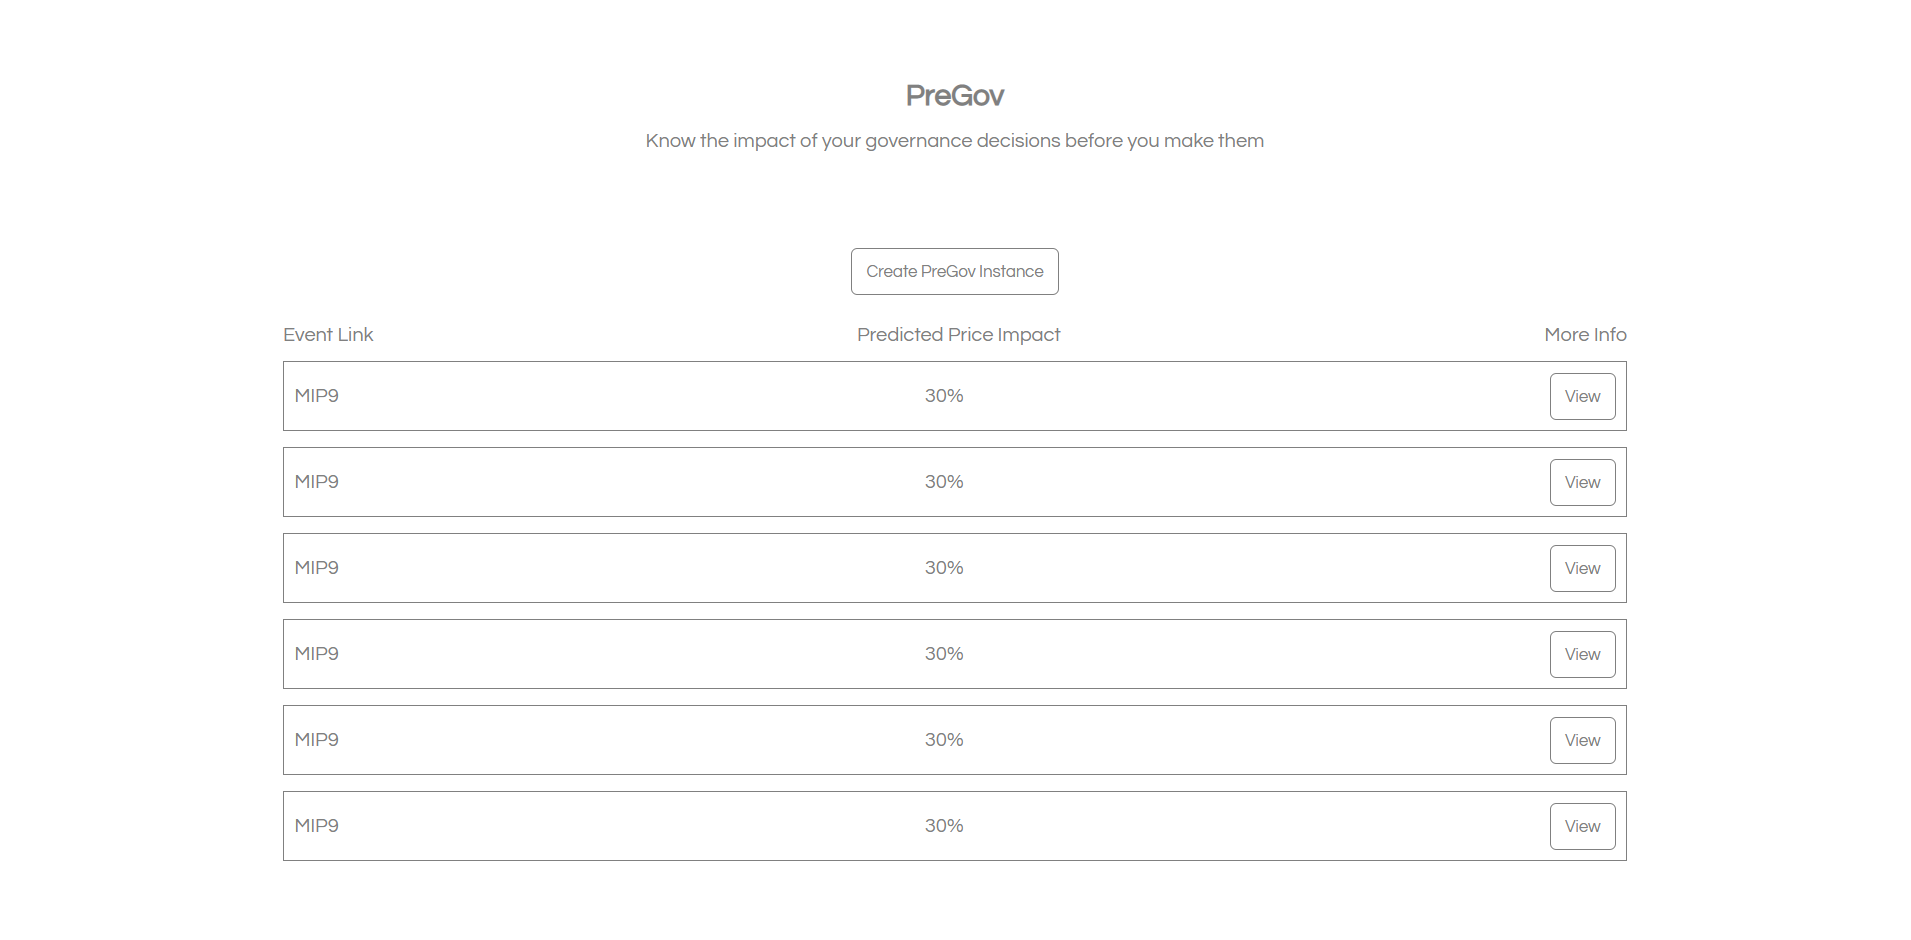 PreGov
Know the impact of your governance decisions before you make them
Create PreGov Instance
Event Link Predicted Price Impact More Info
MIP9 30% View
MIP9 30% View
MIP9 30% View
MIP9 30% View
MIP9 30% View
MIP9 30% View